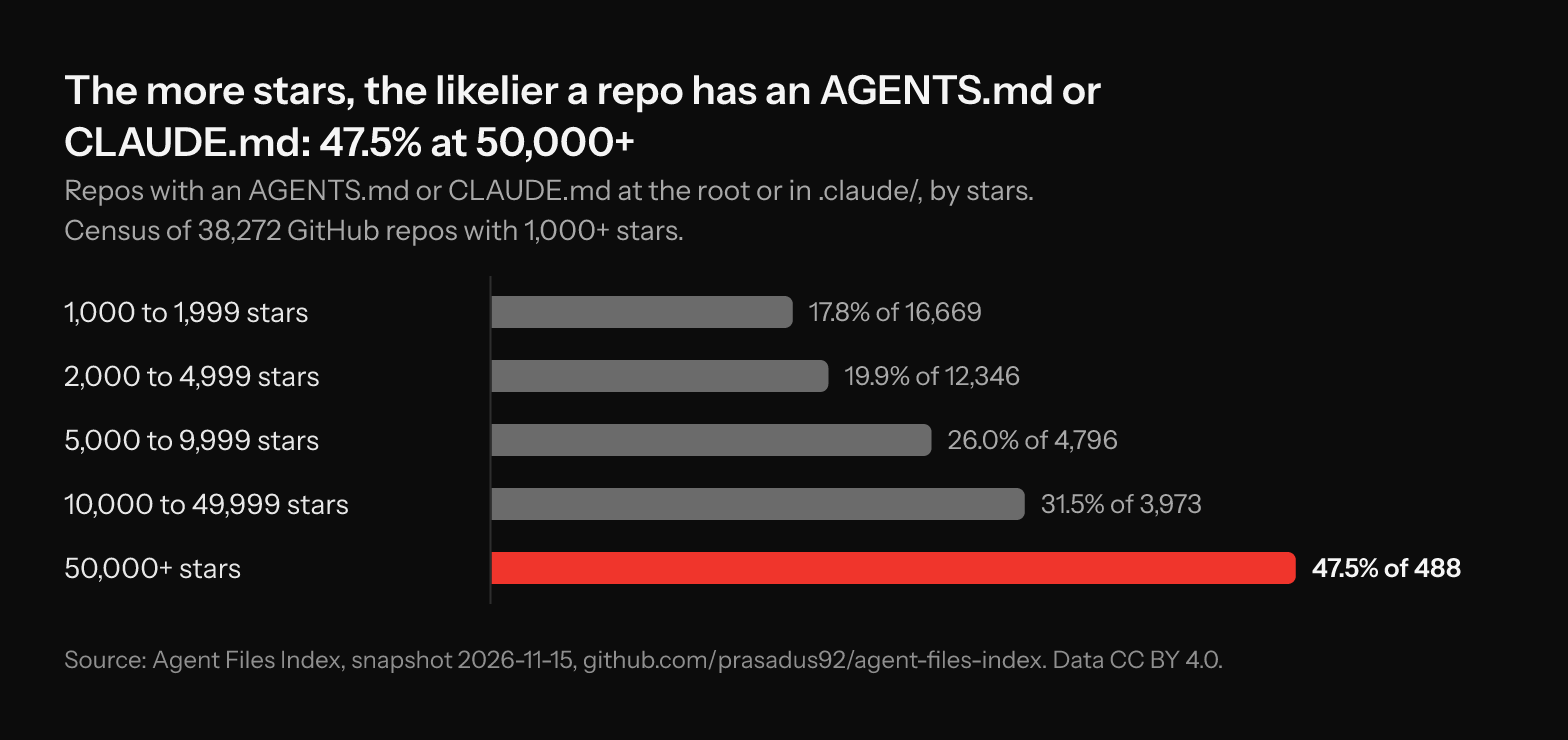 The more stars, the likelier a repo has an AGENTS.md or
CLAUDE.md: 47.5% at 50,000+
Repos with an AGENTS.md or CLAUDE.md at the root or in .claude/, by stars.
Census of 38,272 GitHub repos with 1,000+ stars.
1,000 to 1,999 stars 17.8% of 16,669
2,000 to 4,999 stars 19.9% of 12,346
5,000 to 9,999 stars 26.0% of 4,796
10,000 to 49,999 stars 31.5% of 3,973
50,000+ stars 47.5% of 488
Source: Agent Files Index, snapshot 2026-11-15, github.com/prasadus92/agent-files-index. Data CC BY 4.0.